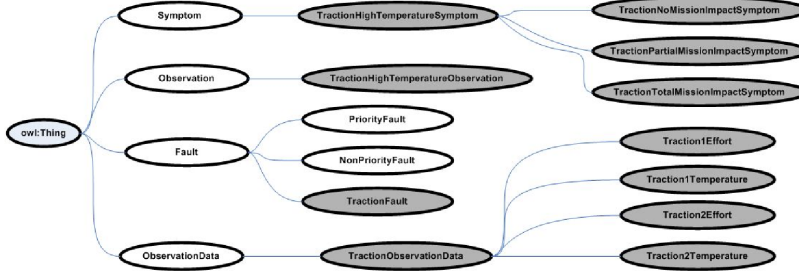 TractionNoMissionImpactSymptom
Symptom
TractionHighTemperatureSymptom
TractionPartialMissionImpactSymptom
Observation
TractionHighTemperatureObservation
TractionTotalMissionImpactSymptom
PriorityFault
owl:Thing
Traction1Effort
Fault
NonPriorityFault
Traction1Temperature
TractionFault
Traction2Effort
ObservationData
TractionObservationData
Traction2Temperature